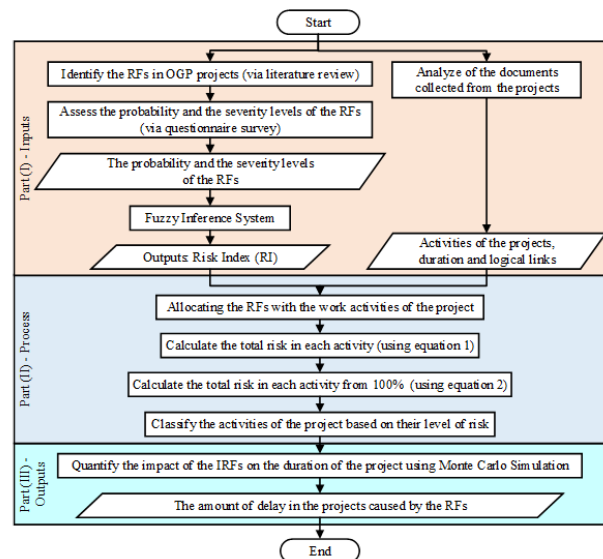 Start
Part (I) - Inputs
Identify the RFs in OGP projects (via literature review)
Assess the probability and the severity levels of the RFs
(via questionnaire survey)
The probability and the severity levels
of the RFs
Fuzzy Inference System
Outputs: Risk Index (RI)
Analyze of the documents
collected from the projects
Activities of the projects,
duration and logical links
Part (II) - Process
Allocating the RFs with the work activities of the project
Calculate the total risk in each activity (using equation 1)
Calculate the total risk in each activity from 100% (using equation 2)
Classify the activities of the project based on their level of risk
Part (III) -
Outputs
Quantify the impact of the IRFs on the duration of the project using Monte Carlo Simulation
The amount of delay in the projects caused by the RFs
End